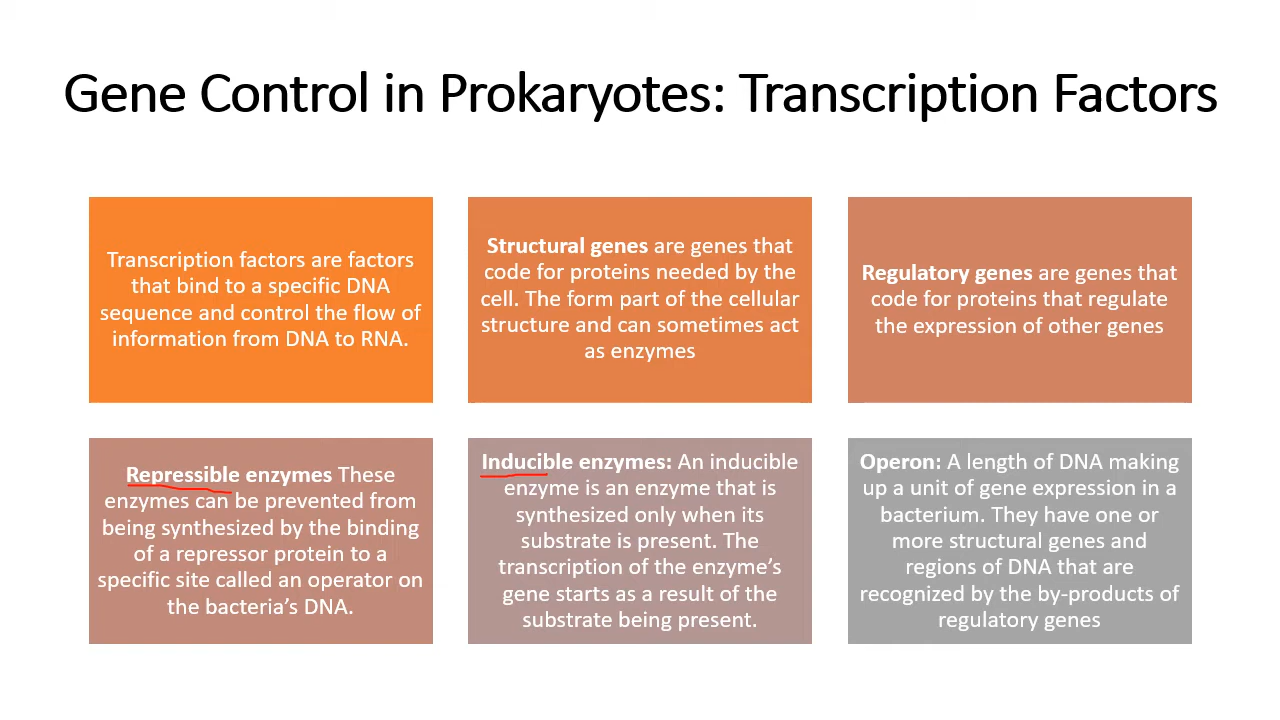 Gene Control in Prokaryotes: Transcription Factors
Transcription factors are factors
that bind to a specific DNA
sequence and control the flow of
information from DNA to RNA.
Structural genes are genes that
code for proteins needed by the
cell. The form part of the cellular
structure and can sometimes act
as enzymes
Regulatory genes are genes that
code for proteins that regulate
the expression of other genes
Repressible enzymes These
enzymes can be prevented from
being synthesized by the binding
of a repressor protein to a
specific site called an operator on
the bacteria’s DNA.
Inducible enzymes: An inducible
enzyme is an enzyme that is
synthesized only when its
substrate is present. The
transcription of the enzyme’s
gene starts as a result of the
substrate being present.
Operon: A length of DNA making
up a unit of gene expression in a
bacterium. They have one or
more structural genes and
regions of DNA that are
recognized by the by-products of
regulatory genes